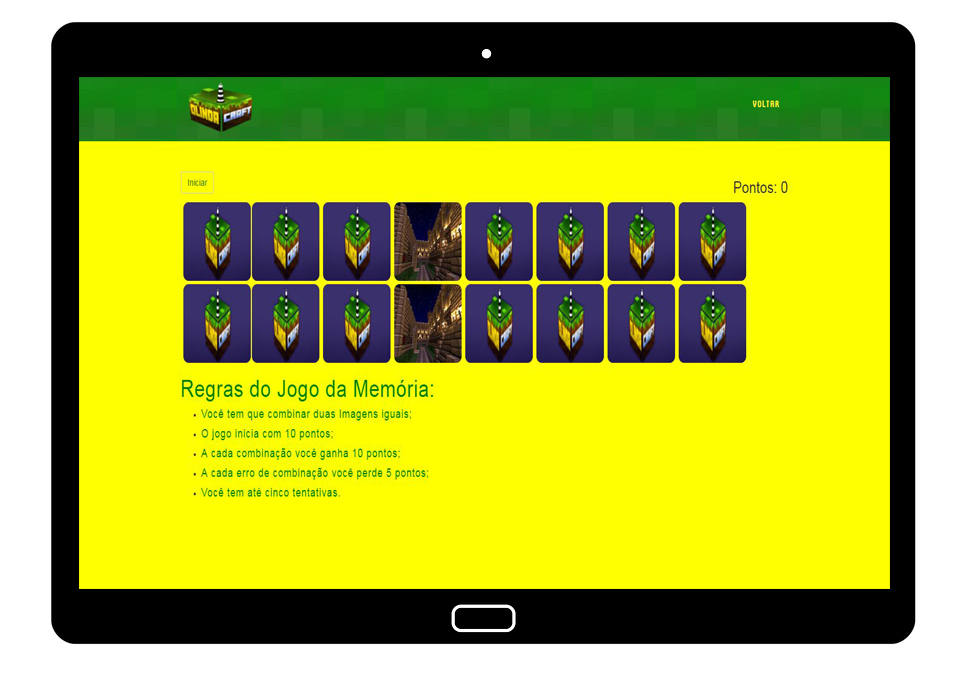 OLINDA CRAFT
VOLTAR
Iniciar
Pontos: 0
Regras do Jogo da Memória:
• Você tem que combinar duas Imagens iguais;
• O jogo inicia com 10 pontos;
• A cada combinação você ganha 10 pontos;
• A cada erro de combinação você perde 5 pontos;
• Você tem até cinco tentativas.